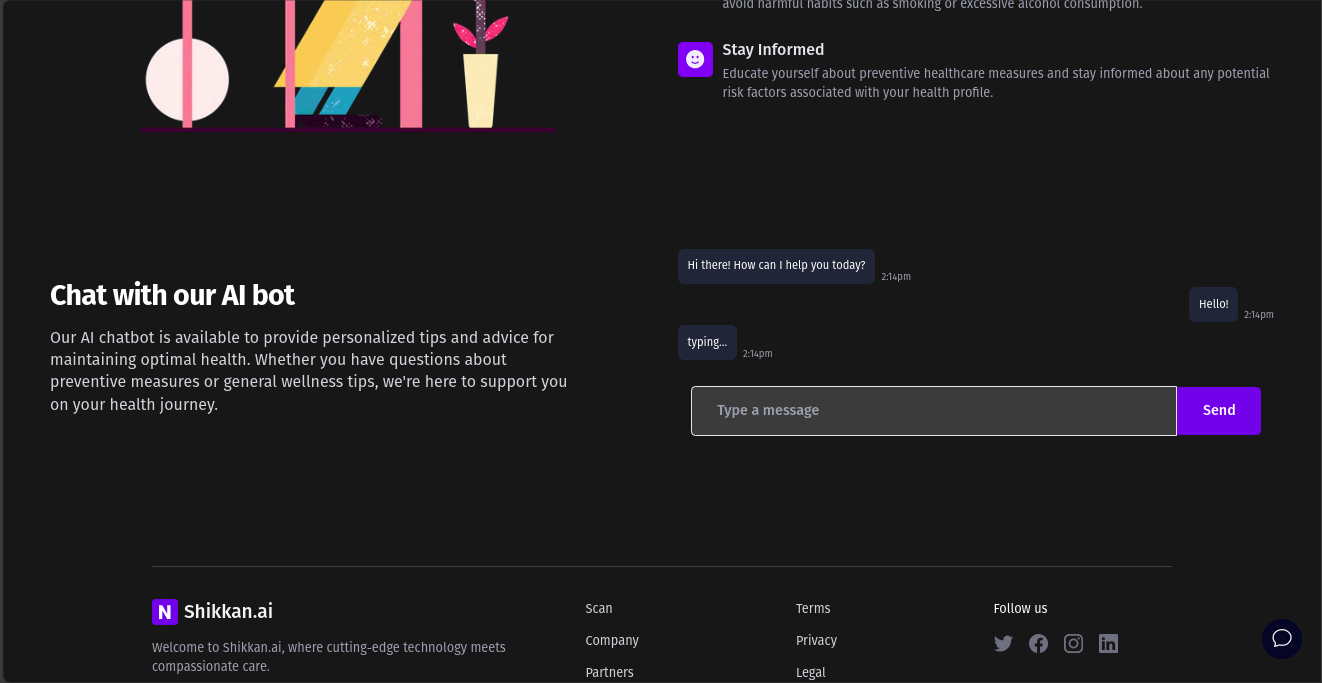 avoid harmful habits such as smoking or excessive alcohol consumption.
Stay Informed
Educate yourself about preventive healthcare measures and stay informed about any potential
risk factors associated with your health profile.
Chat with our AI bot
Our AI chatbot is available to provide personalized tips and advice for
maintaining optimal health. Whether you have questions about
preventive measures or general wellness tips, we're here to support you
on your health journey.
Hi there! How can I help you today?
2:14pm
Hello!
2:14pm
typing...
2:14pm
Type a message
Send
N Shikkan.ai
Welcome to Shikkan.ai, where cutting-edge technology meets
compassionate care.
Scan
Company
Partners
Terms
Privacy
Legal
Follow us